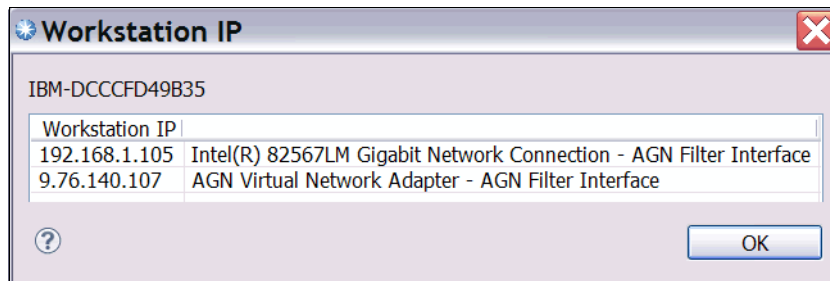 Workstation IP
IBM-DCCCFD49B35
Workstation IP
192.168.1.105 Intel(R) 82567LM Gigabit Network Connection - AGN Filter Interface
9.76.140.107 AGN Virtual Network Adapter - AGN Filter Interface
? OK